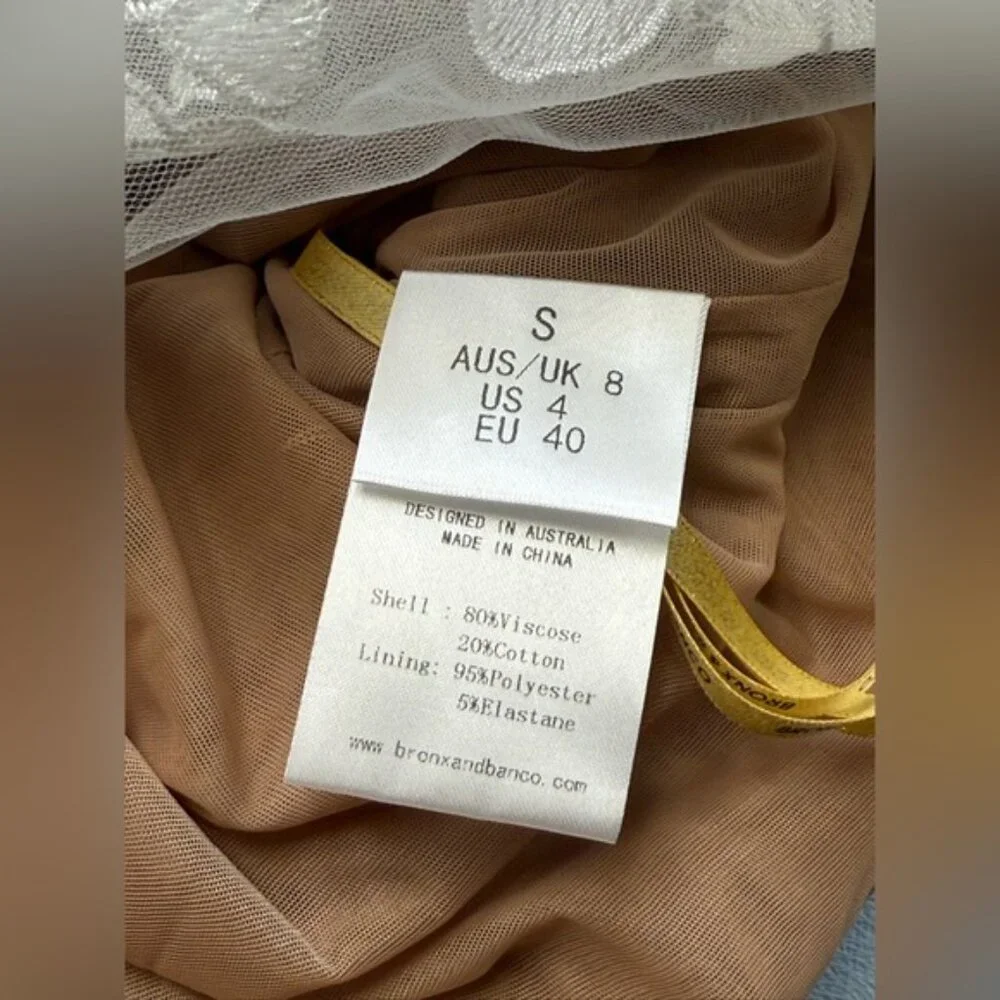 S
AUS/UK 8
US 4
EU 40
DESIGNED IN AUSTRALIA
MADE IN CHINA
Shell : 80%Viscose
20%Cotton
Lining: 95%Polyester
5%Elastane
www.bronxandbanco.com
BRONX